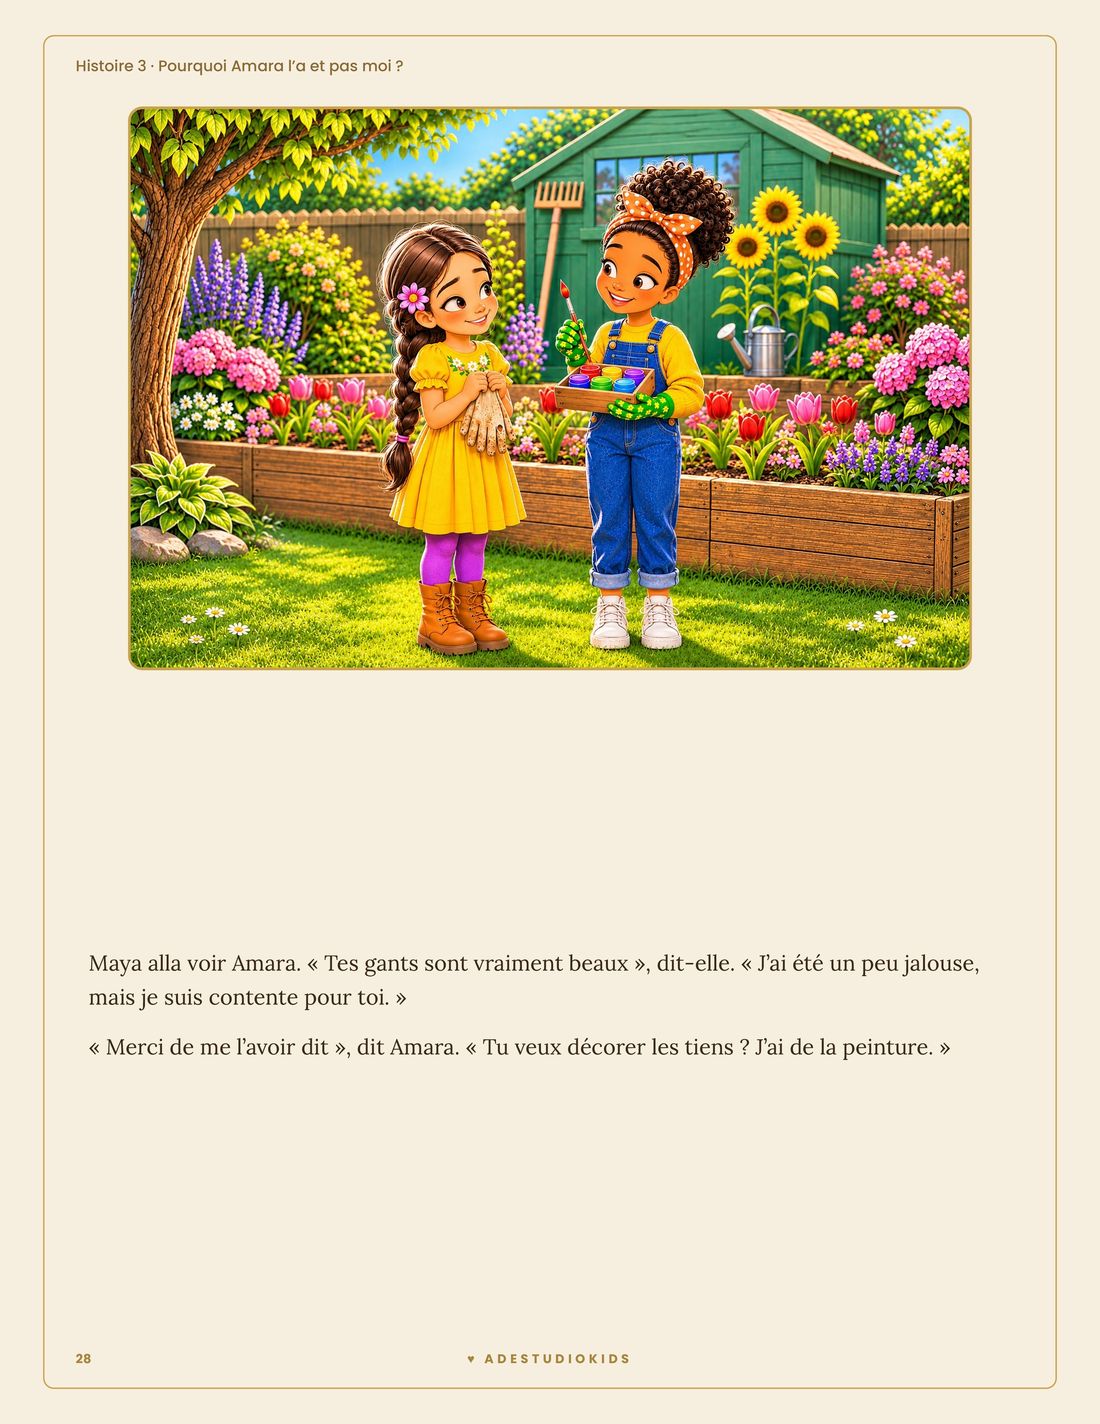 Histoire 3 · Pourquoi Amara l’a et pas moi ?
Maya alla voir Amara. « Tes gants sont vraiment beaux », dit-elle. « J’ai été un peu jalouse,
mais je suis contente pour toi. »
« Merci de me l’avoir dit », dit Amara. « Tu veux décorer les tiens ? J’ai de la peinture. »
28
♥ ADESTUDIOKIDS